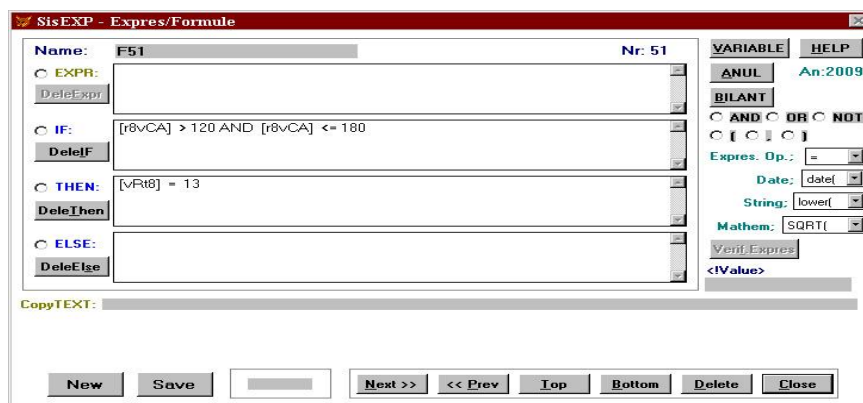 SisEXP - Expres/Formule
Name: F51 Nr: 51
EXPR:
DeleExpr
IF: [r8vCA] > 120 AND [r8vCA] <= 180
DeleIF
THEN: [vRt8] = 13
DeleThen
ELSE:
DeleElse
CopyTEXT:
VARIABLE HELP
ANUL An:2009
BILANT
AND OR NOT
( , )
Expres. Op.; =
Date; date(
String; lower(
Mathem; SQRT(
Verif.Expres
<!Value>
New Save Next >> << Prev Top Bottom Delete Close